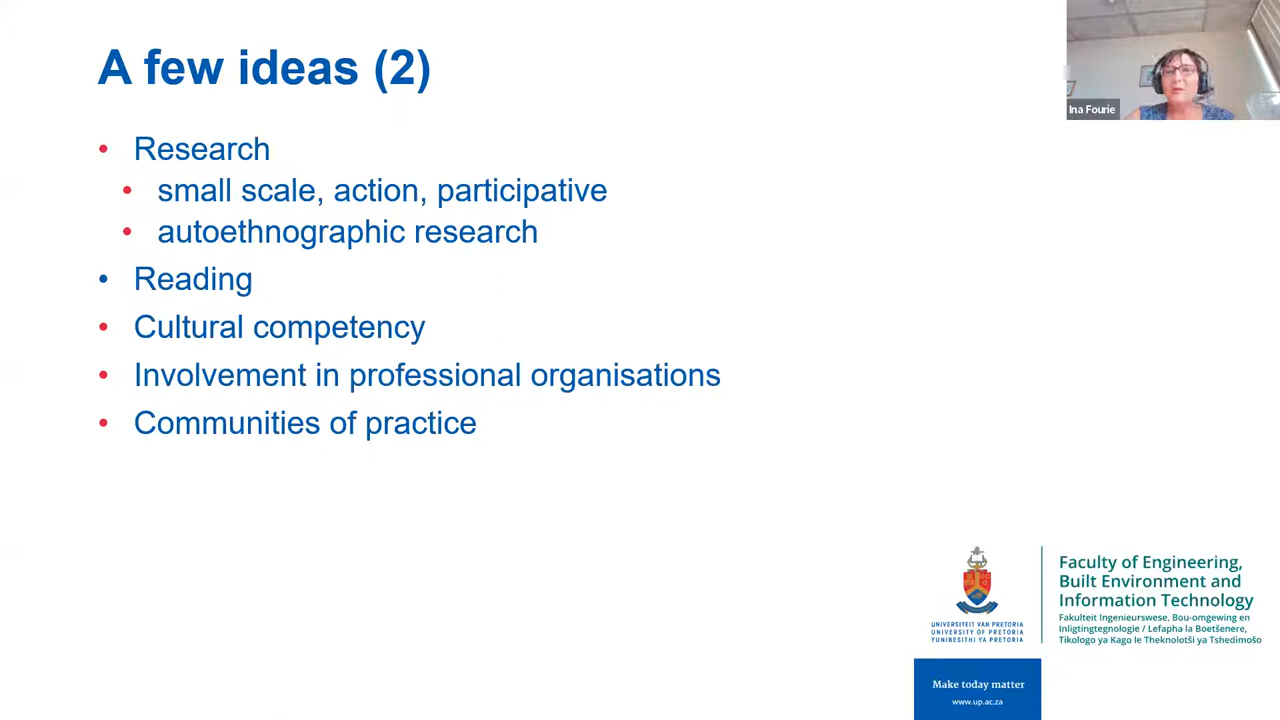 A few ideas (2)
• Research
• small scale, action, participative
• autoethnographic research
• Reading
• Cultural competency
• Involvement in professional organisations
• Communities of practice
Ina Fourie
UNIVERSITEIT VAN PRETORIA
UNIVERSITY OF PRETORIA
YUNIBESITHI YA PRETORIA
Faculty of Engineering,
Built Environment and
Information Technology
Fakulteit Ingenieurswese, Bou-omgewing en
Inligtingtegnologie / Lefapha la Boetšenere,
Tikologo ya Kago le Theknolotši ya Tshedimošo
Make today matter
www.up.ac.za